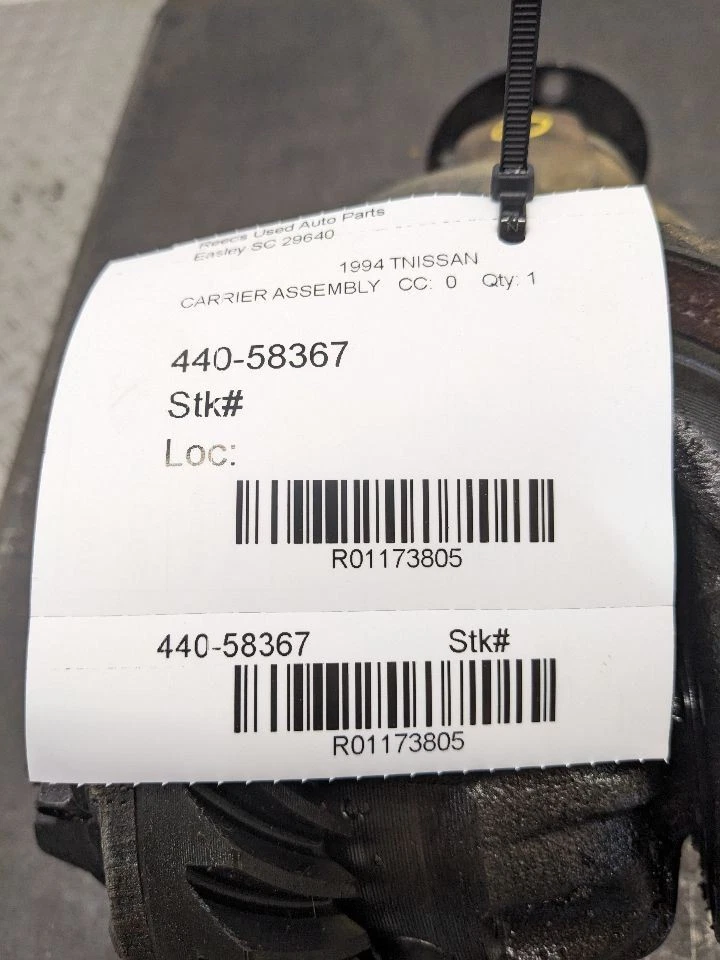 Reece Used Auto Parts
Easley SC 29640
1994 TNISSAN
CARRIER ASSEMBLY CC: 0 Qty: 1
440-58367
Stk#
Loc:
R01173805
440-58367 Stk#
R01173805